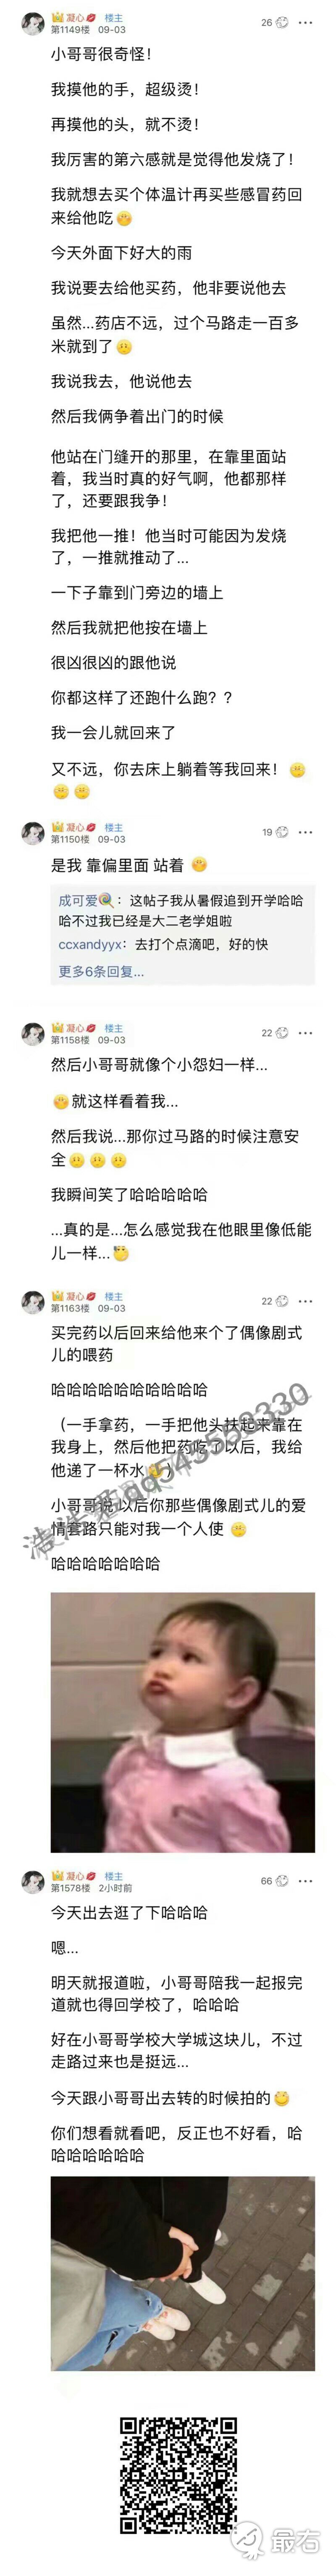 凝心 楼主
第1149楼 09-03 26
小哥哥很奇怪！
我摸他的手，超级烫！
再摸他的头，就不烫！
我厉害的第六感就是觉得他发烧了！
我就想去买个体温计再买些感冒药回
来给他吃
今天外面下好大的雨
我说要去给他买药，他非要说他去
虽然...药店不远，过个马路走一百多
米就到了
我说我去，他说他去
然后我俩争着出门的时候
他站在门缝开的那里，在靠里面站
着，我当时真的好气啊，他都那样
了，还要跟我争！
我把他一推！他当时可能因为发烧
了，一推就推动了...
一下子靠到门旁边的墙上
然后我就把他按在墙上
很凶很凶的跟他说
你都这样了还跑什么跑？？
我一会儿就回来了
又不远，你去床上躺着等我回来！
凝心 楼主
第1150楼 09-03 19
是我 靠偏里面 站着
成可爱：这帖子我从暑假追到开学哈哈
哈不过我已经是大二老学姐啦
ccxandyyx：去打个点滴吧，好的快
更多6条回复...
凝心 楼主
第1158楼 09-03 22
然后小哥哥就像个小怨妇一样...
就这样看着我...
然后我说...那你过马路的时候注意安
全
我瞬间笑了哈哈哈哈哈
...真的是...怎么感觉我在他眼里像低能
儿一样...
凝心 楼主
第1163楼 09-03 22
买完药以后回来给他来个了偶像剧式
儿的喂药
哈哈哈哈哈哈哈哈哈哈
（一手拿药，一手把他头扶起来靠在
我身上，然后他把药吃了以后，我给
他递了一杯水）
小哥哥说 以后你那些偶像剧式儿的爱
情套路只能对我一个人使
哈哈哈哈哈哈哈
凝心 楼主
第1578楼 2小时前 66
今天出去逛了下哈哈哈
嗯...
明天就报道啦，小哥哥陪我一起报完
道就也得回学校了，哈哈哈
好在小哥哥学校大学城这块儿，不过
走路过来也是挺远...
今天跟小哥哥出去转的时候拍的
你们想看就看吧，反正也不好看，哈
哈哈哈哈哈哈
最右